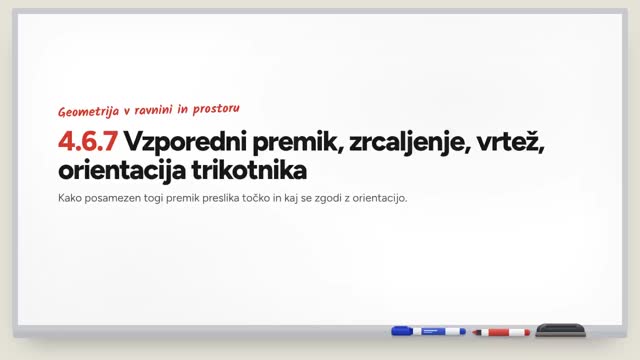 Geometrija v ravnini in prostoru
4.6.7 Vzporedni premik, zrcaljenje, vrtež,
orientacija trikotnika
Kako posamezen togi premik preslika točko in kaj se zgodi z orientacijo.